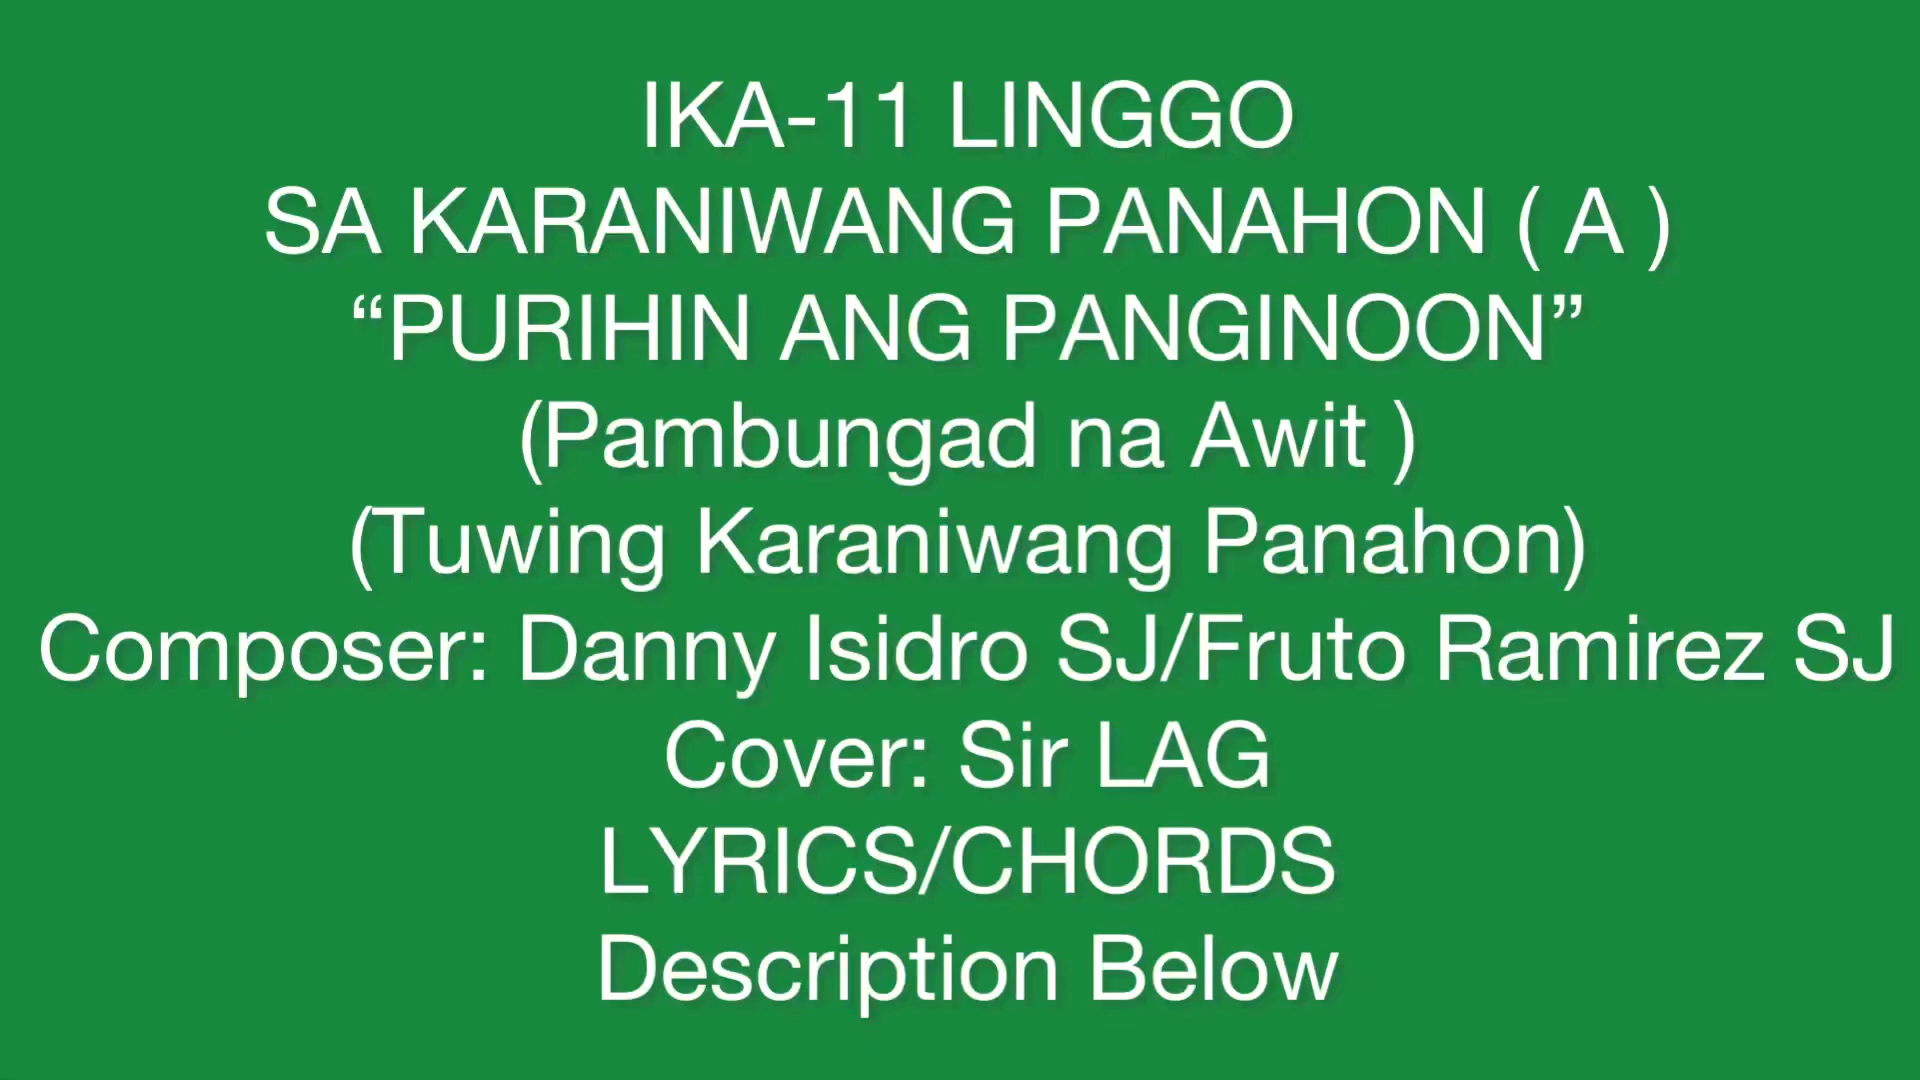 IKA-11 LINGGO
SA KARANIWANG PANAHON ( A )
“PURIHIN ANG PANGINOON”
(Pambungad na Awit )
(Tuwing Karaniwang Panahon)
Composer: Danny Isidro SJ/Fruto Ramirez SJ
Cover: Sir LAG
LYRICS/CHORDS
Description Below